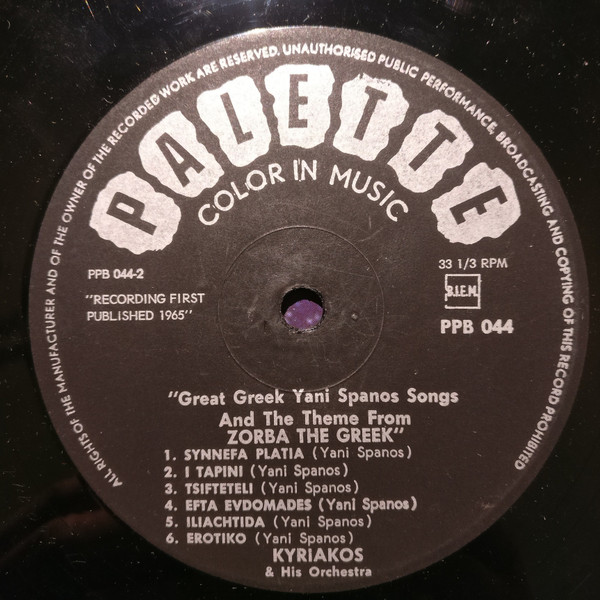 ALL RIGHTS OF THE MANUFACTURER AND OF THE OWNER OF THE RECORDED WORK ARE RESERVED. UNAUTHORISED PUBLIC PERFORMANCE, BROADCASTING AND COPYING OF THIS RECORD PROHIBITED
PALETTE
COLOR IN MUSIC
PPB 044-2
33 1/3 RPM
"RECORDING FIRST
PUBLISHED 1965"
B.I.E.M.
PPB 044
"Great Greek Yani Spanos Songs
And The Theme From
ZORBA THE GREEK"
1. SYNNEFA PLATIA (Yani Spanos)
2. I TAPINI (Yani Spanos)
3. TSIFTETELI (Yani Spanos)
4. EFTA EVDOMADES (Yani Spanos)
5. ILIACHTIDA (Yani Spanos)
6. EROTIKO (Yani Spanos)
KYRIAKOS
& His Orchestra